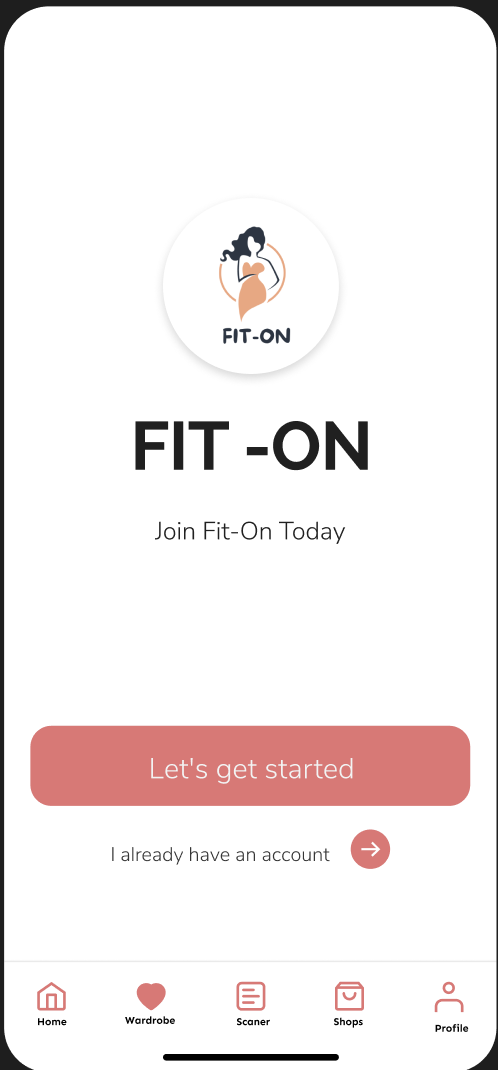 FIT-ON
FIT -ON
Join Fit-On Today
Let's get started
I already have an account
Home
Wardrobe
Scaner
Shops
Profile